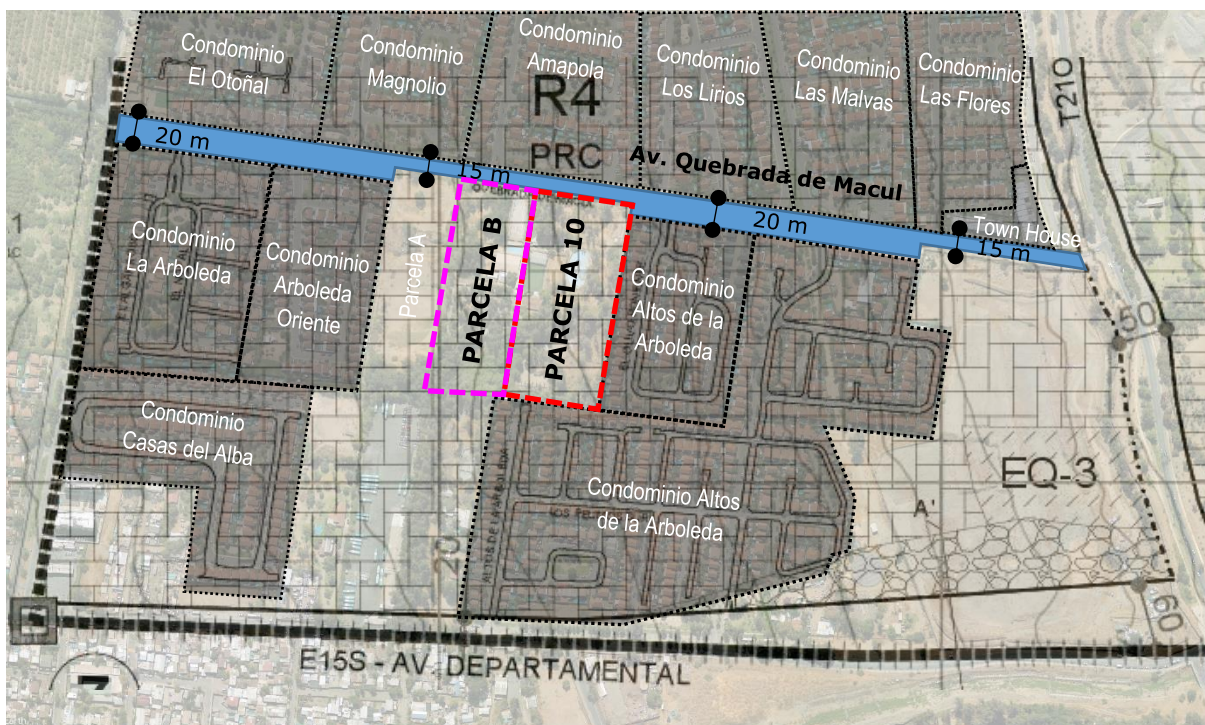 Condominio
El Otoñal
Condominio
Magnolio
Condominio
Amapola
Condominio
Los Lirios
Condominio
Las Malvas
Condominio
Las Flores
T210
R4
PRC
20 m
15 m
Av. Quebrada de Macul
20 m
Town House
15 m
Condominio
La Arboleda
Condominio
Arboleda
Oriente
Parcela A
PARCELA B
PARCELA 10
Condominio
Altos de la
Arboleda
50
Condominio
Casas del Alba
Condominio Altos
de la Arboleda
EQ-3
A'
20
60
1
E15S - AV. DEPARTAMENTAL